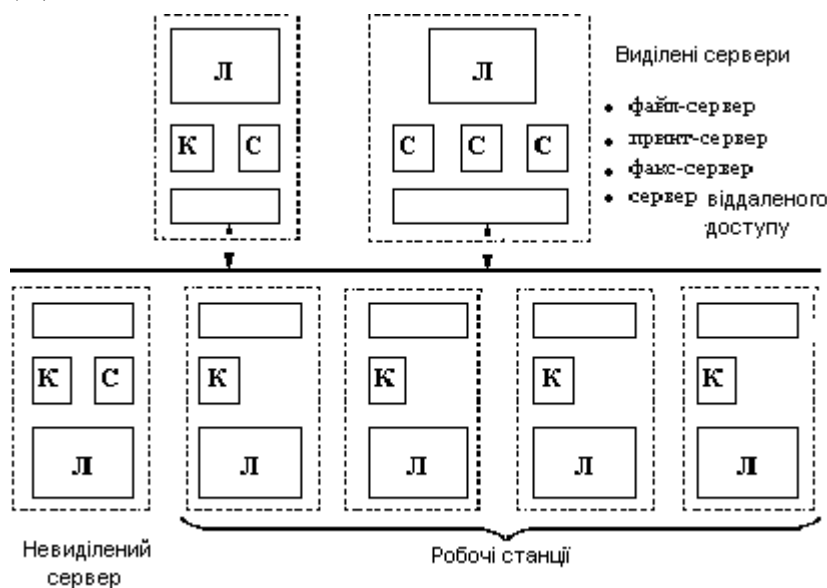 Л
К С
Л
С С С
Виділені сервери
• файл-сервер
• принт-сервер
• факс-сервер
• сервер віддаленого
доступу
К С
Л
К
Л
К
Л
К
Л
К
Л
Невиділений
сервер
Робочі станції